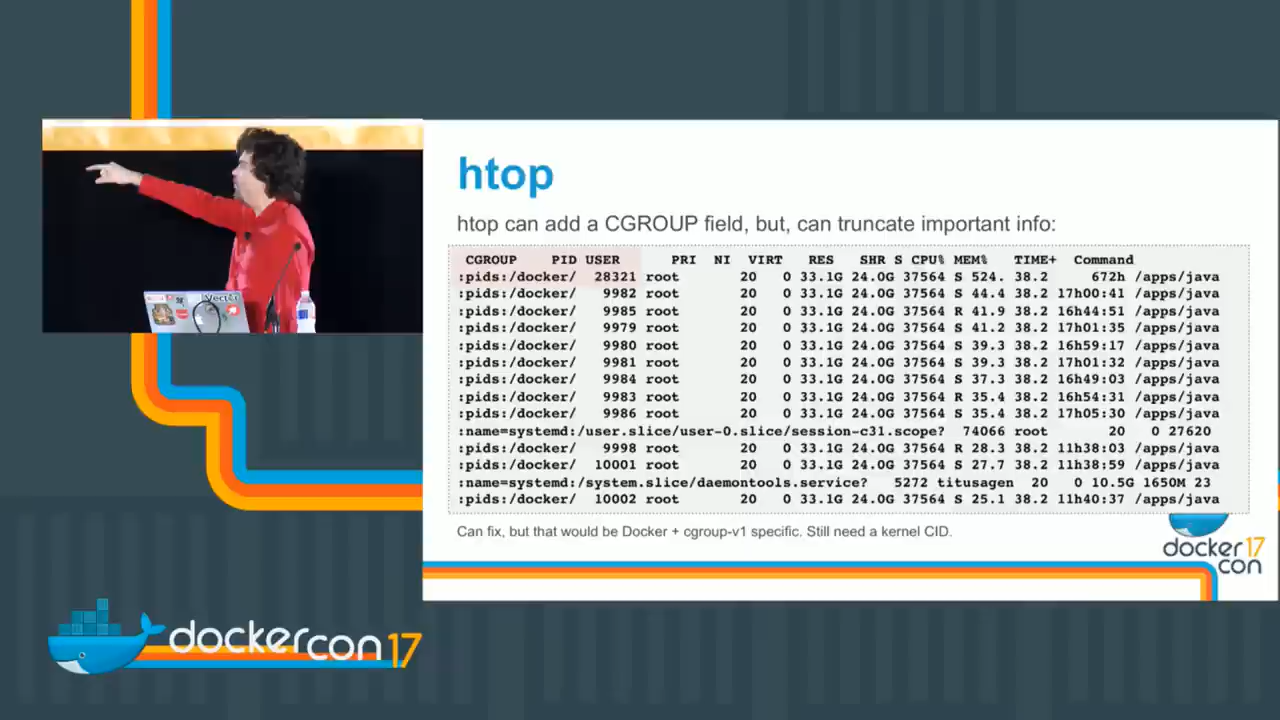 htop
htop can add a CGROUP field, but, can truncate important info:
CGROUP PID USER PRI NI VIRT RES SHR S CPU% MEM% TIME+ Command
:pids:/docker/ 28321 root 20 0 33.1G 24.0G 37564 S 524. 38.2 672h /apps/java
:pids:/docker/ 9982 root 20 0 33.1G 24.0G 37564 S 44.4 38.2 17h00:41 /apps/java
:pids:/docker/ 9985 root 20 0 33.1G 24.0G 37564 R 41.9 38.2 16h44:51 /apps/java
:pids:/docker/ 9979 root 20 0 33.1G 24.0G 37564 S 41.2 38.2 17h01:35 /apps/java
:pids:/docker/ 9980 root 20 0 33.1G 24.0G 37564 S 39.3 38.2 16h59:17 /apps/java
:pids:/docker/ 9981 root 20 0 33.1G 24.0G 37564 S 39.3 38.2 17h01:32 /apps/java
:pids:/docker/ 9984 root 20 0 33.1G 24.0G 37564 S 37.3 38.2 16h49:03 /apps/java
:pids:/docker/ 9983 root 20 0 33.1G 24.0G 37564 R 35.4 38.2 16h54:31 /apps/java
:pids:/docker/ 9986 root 20 0 33.1G 24.0G 37564 S 35.4 38.2 17h05:30 /apps/java
:name=systemd:/user.slice/user-0.slice/session-c31.scope? 74066 root 20 0 27620
:pids:/docker/ 9998 root 20 0 33.1G 24.0G 37564 R 28.3 38.2 11h38:03 /apps/java
:pids:/docker/ 10001 root 20 0 33.1G 24.0G 37564 S 27.7 38.2 11h38:59 /apps/java
:name=systemd:/system.slice/daemontools.service? 5272 titusagen 20 0 10.5G 1650M 23
:pids:/docker/ 10002 root 20 0 33.1G 24.0G 37564 S 25.1 38.2 11h40:37 /apps/java
Can fix, but that would be Docker + cgroup-v1 specific. Still need a kernel CID.
docker 17
con
Vector
dockercon 17